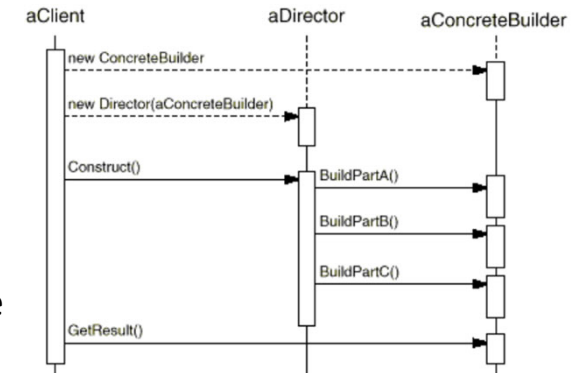 aClient aDirector aConcreteBuilder
new ConcreteBuilder
new Director(aConcreteBuilder)
Construct()
BuildPartA()
BuildPartB()
BuildPartC()
e
GetResult()